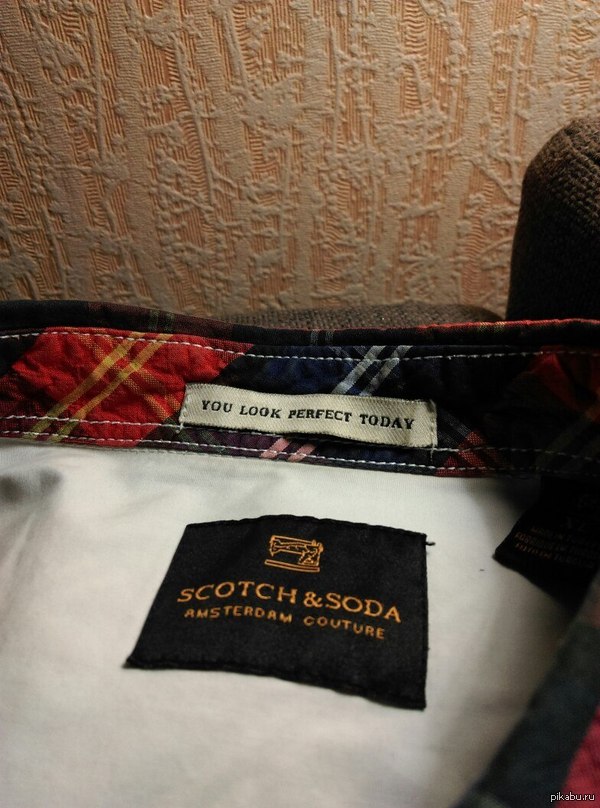 YOU LOOK PERFECT TODAY
SCOTCH & SODA
AMSTERDAM COUTURE
pikabu.ru